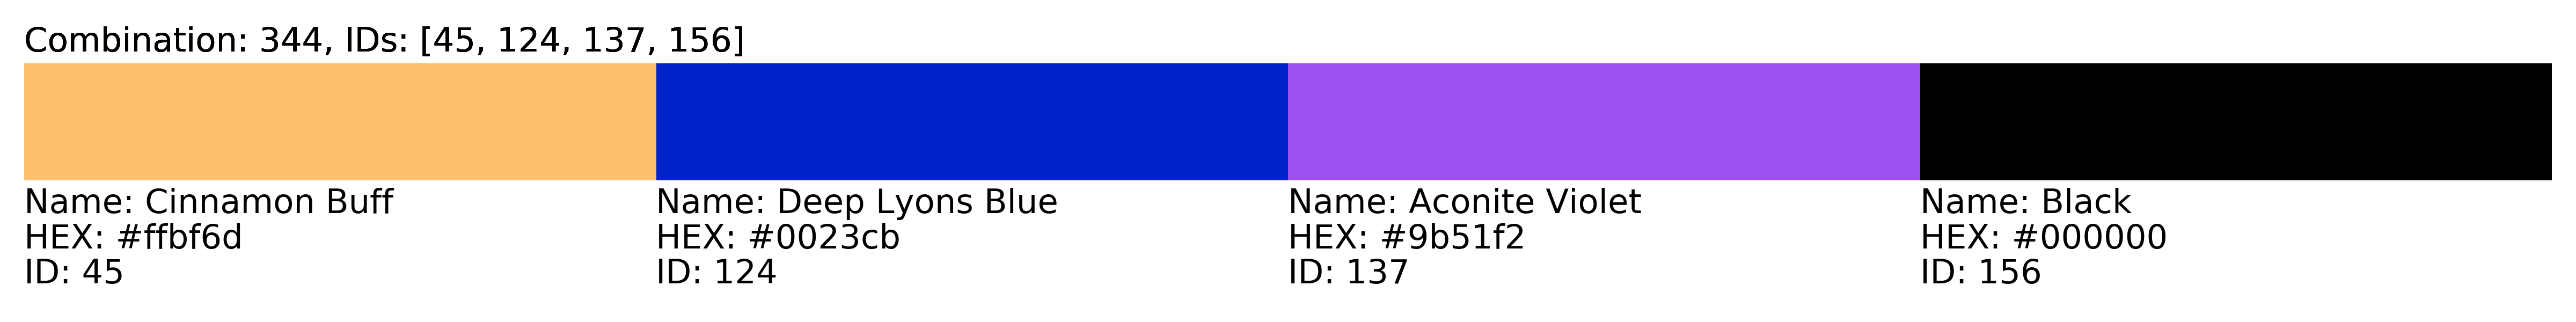 Combination: 344, IDs: [45, 124, 137, 156]
Name: Cinnamon Buff
HEX: #ffbf6d
ID: 45
Name: Deep Lyons Blue
HEX: #0023cb
ID: 124
Name: Aconite Violet
HEX: #9b51f2
ID: 137
Name: Black
HEX: #000000
ID: 156